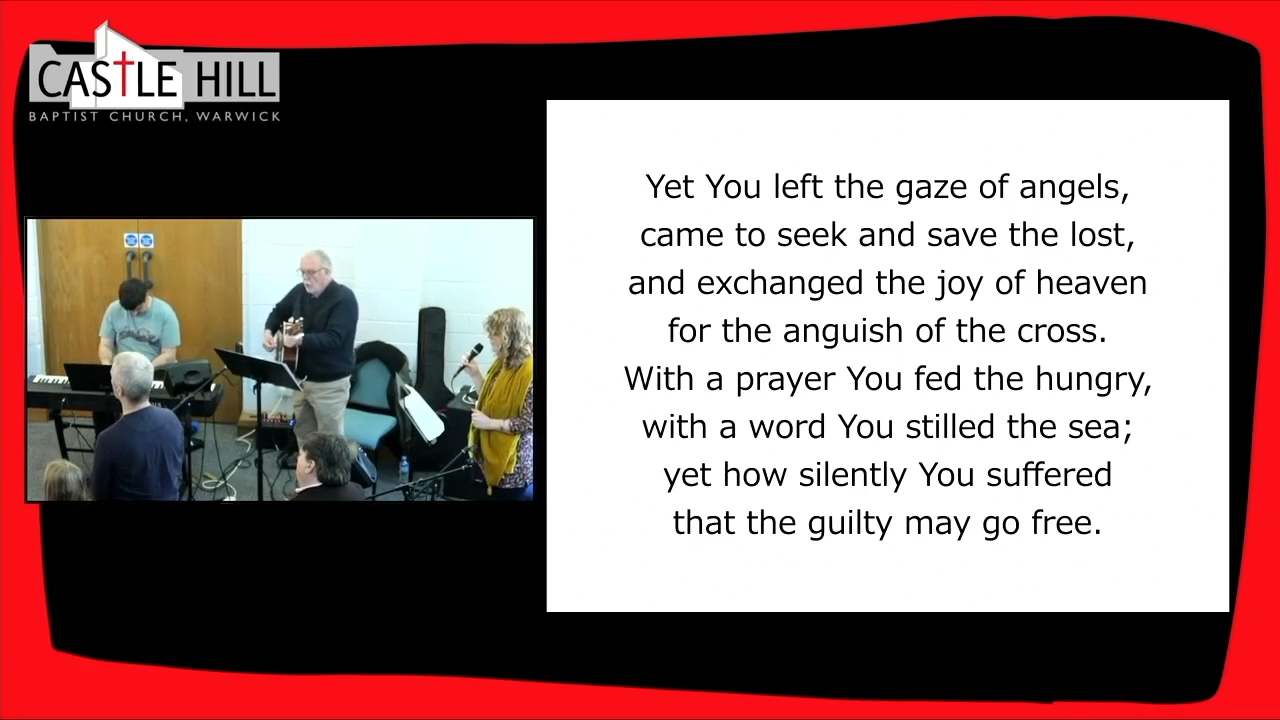 CASTLE HILL
BAPTIST CHURCH, WARWICK
Yet You left the gaze of angels,
came to seek and save the lost,
and exchanged the joy of heaven
for the anguish of the cross.
With a prayer You fed the hungry,
with a word You stilled the sea;
yet how silently You suffered
that the guilty may go free.